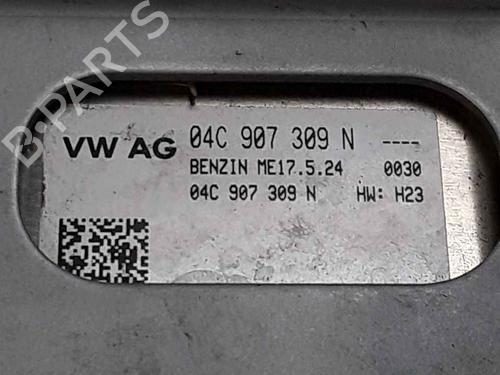 B-PARTS
VW AG 04C 907 309 N ----
BENZIN ME17.5.24 0030
04C 907 309 N HW: H23